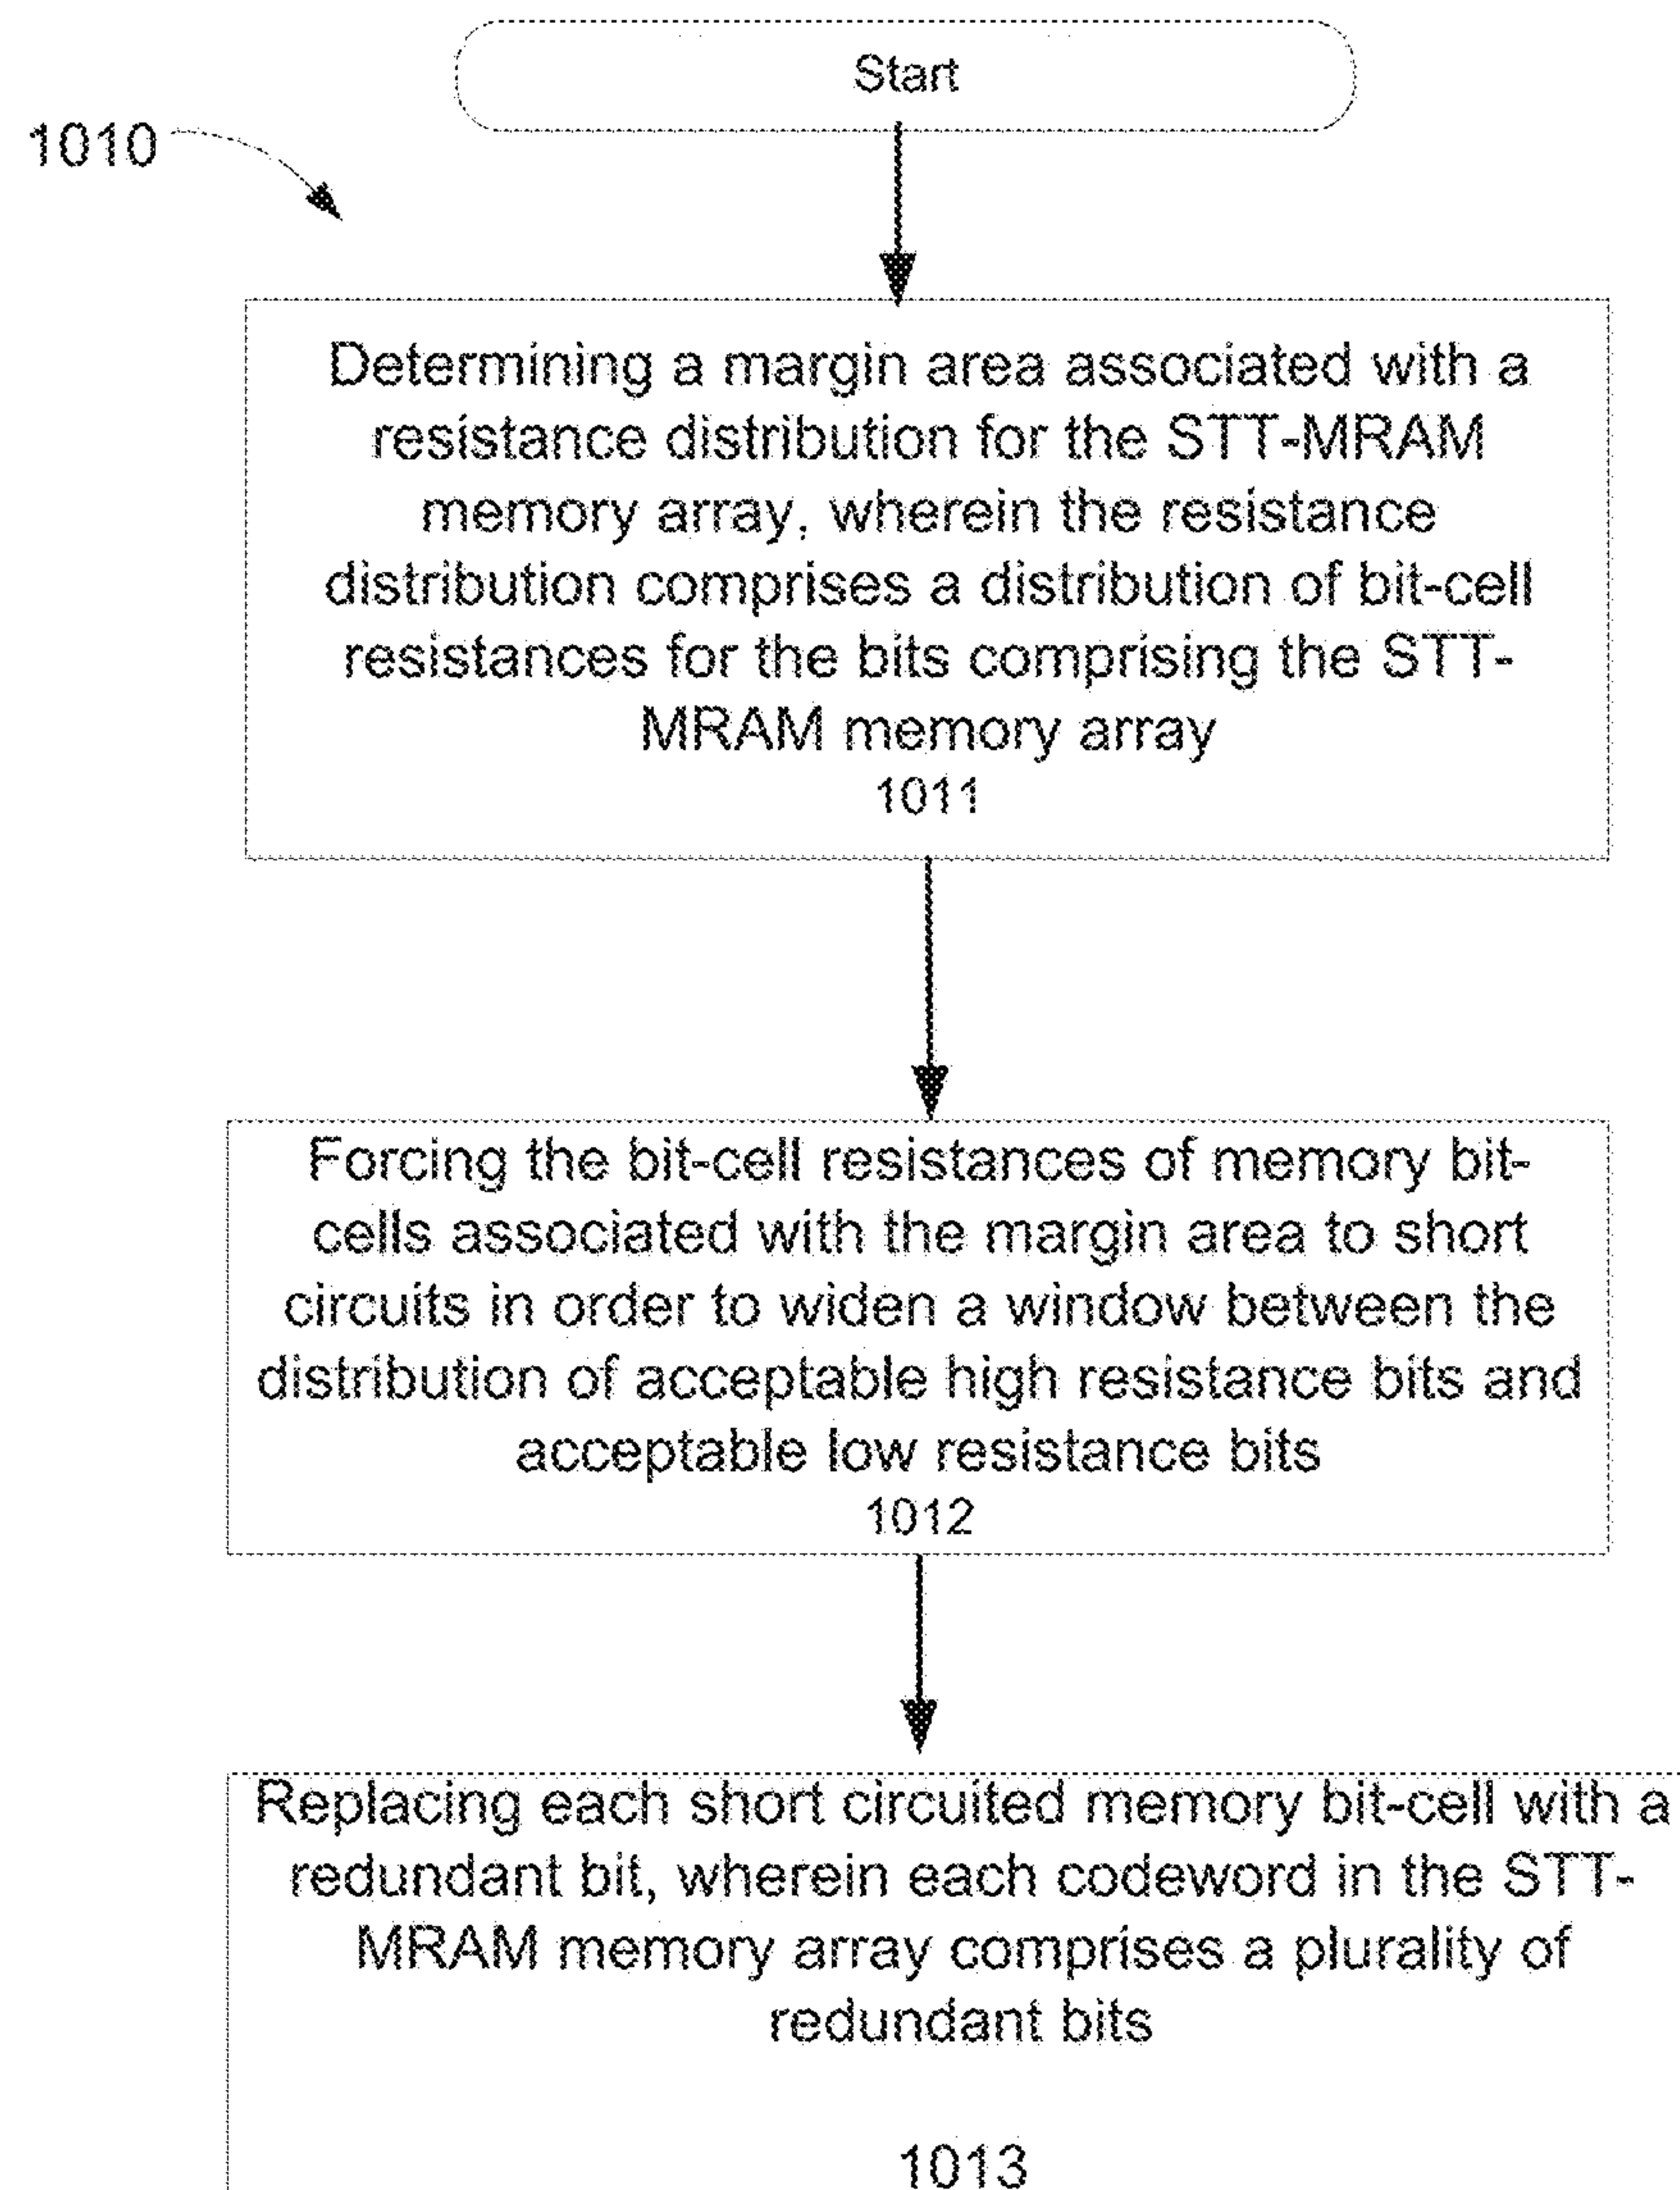 Start
1010
Determining a margin area associated with a
resistance distribution for the STT-MRAM
memory array, wherein the resistance
distribution comprises a distribution of bit-cell
resistances for the bits comprising the STT-
MRAM memory array
1011
Forcing the bit-cell resistances of memory bit-
cells associated with the margin area to short
circuits in order to widen a window between the
distribution of acceptable high resistance bits and
acceptable low resistance bits
1012
Replacing each short circuited memory bit-cell with a
redundant bit, wherein each codeword in the STT-
MRAM memory array comprises a plurality of
redundant bits
1013